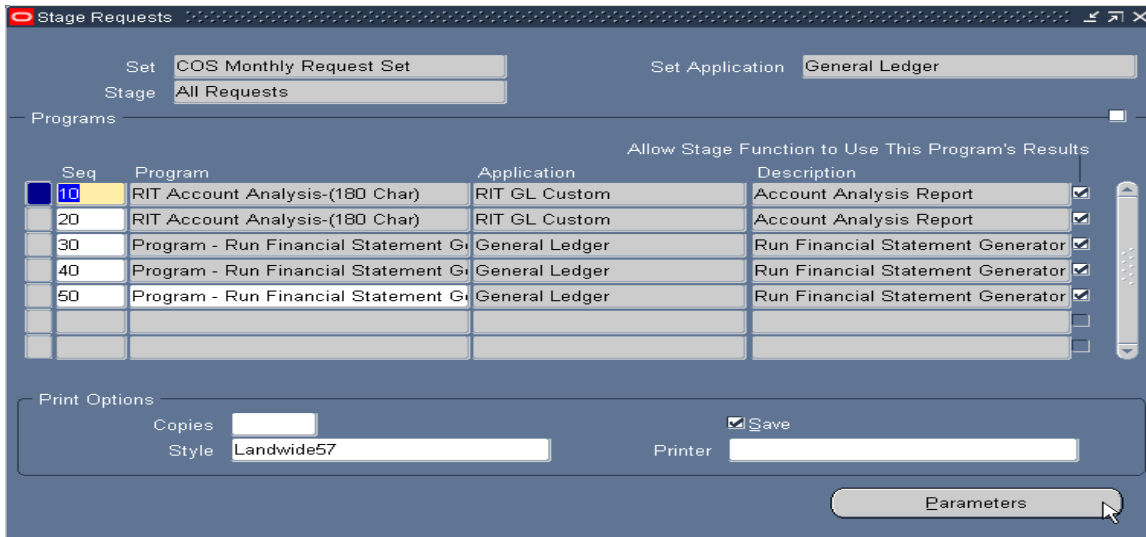 Stage Requests
Set COS Monthly Request Set Set Application General Ledger
Stage All Requests
Programs
Allow Stage Function to Use This Program's Results
Seq Program Application Description
10 RIT Account Analysis-(180 Char) RIT GL Custom Account Analysis Report
20 RIT Account Analysis-(180 Char) RIT GL Custom Account Analysis Report
30 Program - Run Financial Statement G General Ledger Run Financial Statement Generator
40 Program - Run Financial Statement G General Ledger Run Financial Statement Generator
50 Program - Run Financial Statement G General Ledger Run Financial Statement Generator
Print Options
Copies Save
Style Landwide57 Printer
Parameters